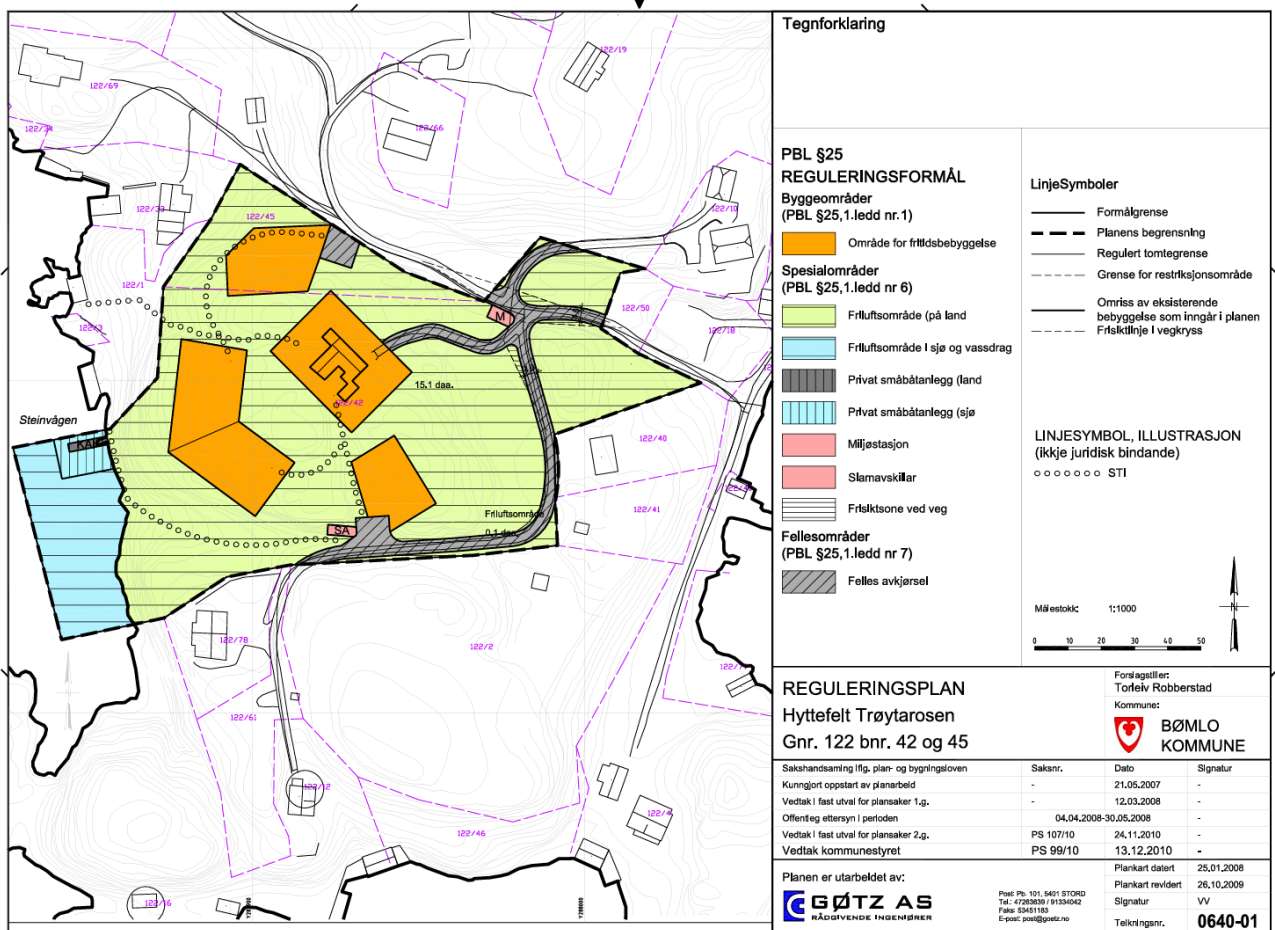 122/19
122/69
122/34
122/66
122/33
122/45
122/10
122/1
122/3
122/50
122/18
M
15.1 daa.
122/42
Steinvågen
KAI
122/40
122/41
Friluftsområde
0.1 daa.
SA
122/78
122/2
122/61
122/12
122/46
122/4
122/16
Tegnforklaring
PBL §25
REGULERINGSFORMÅL
Byggeområder
(PBL §25,1.ledd nr.1)
Område for fritidsbebyggelse
Spesialområder
(PBL §25,1.ledd nr 6)
Friluftsområde (på land
Friluftsområde i sjø og vassdrag
Privat småbåtanlegg (land
Privat småbåtanlegg (sjø
Miljøstasjon
Slamavskillar
Frisiktsone ved veg
Fellesområder
(PBL §25,1.ledd nr 7)
Felles avkjørsel
LinjeSymboler
Formålgrense
Planens begrensning
Regulert tomtegrense
Grense for restriksjonsområde
Omriss av eksisterende
bebyggelse som inngår i planen
Frisiktlinje i vegkryss
LINJESYMBOL, ILLUSTRASJON
(ikkje juridisk bindande)
STI
N
Målestokk: 1:1000
0 10 20 30 40 50
REGULERINGSPLAN
Hyttefelt Trøytarosen
Gnr. 122 bnr. 42 og 45
Forslagstiller:
Torleiv Robberstad
Kommune:
BØMLO
KOMMUNE
Sakshandsaming ifig. plan- og bygningsloven Saksnr. Dato Signatur
Kunngjort oppstart av planarbeid - 21.05.2007 -
Vedtak i fast utval for plansaker 1.g. - 12.03.2008 -
Offentleg ettersyn i perioden 04.04.2008-30.05.2008 -
Vedtak i fast utval for plansaker 2.g. PS 107/10 24.11.2010 -
Vedtak kommunestyret PS 99/10 13.12.2010 -
Planen er utarbeidet av:
GØTZ AS
RÅDGIVENDE INGENIØRER
Post: Pb. 101, 5401 STORD
Tel.: 47263639 / 91334042
Faks: 53451183
E-post: post@goetz.no
Plankart datert 25.01.2008
Plankart revidert 26.10.2009
Signatur VV
Teikningsnr. 0640-01